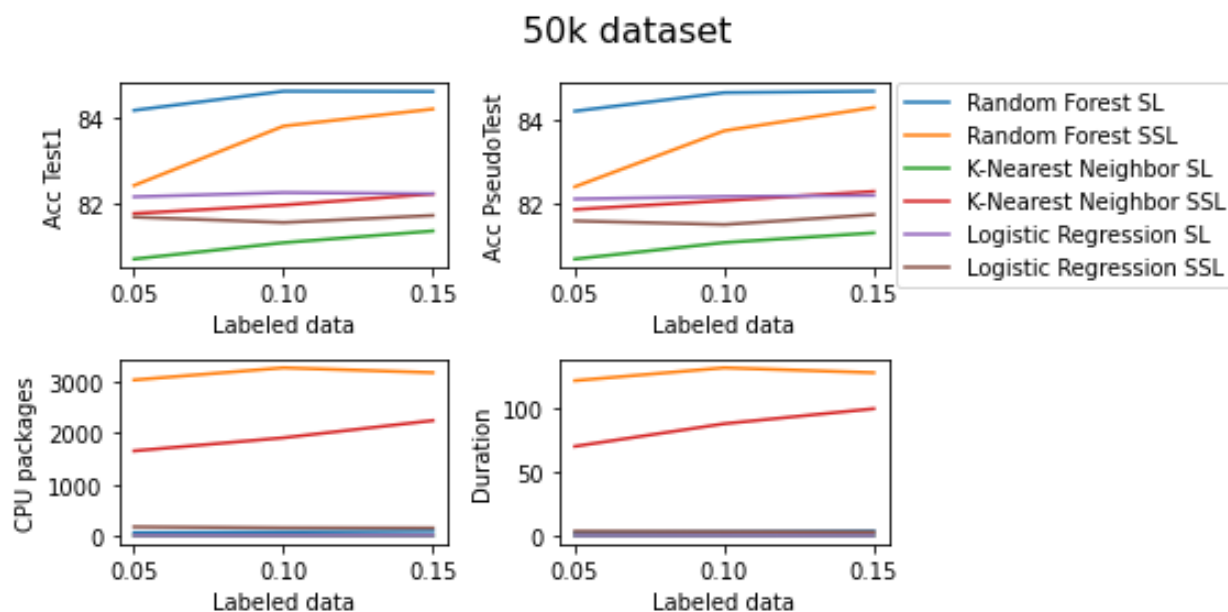 50k dataset
Acc Test1
84
82
0.05 0.10 0.15
Labeled data
Acc PseudoTest
84
82
0.05 0.10 0.15
Labeled data
Random Forest SL
Random Forest SSL
K-Nearest Neighbor SL
K-Nearest Neighbor SSL
Logistic Regression SL
Logistic Regression SSL
CPU packages
3000
2000
1000
0
0.05 0.10 0.15
Labeled data
Duration
100
50
0
0.05 0.10 0.15
Labeled data